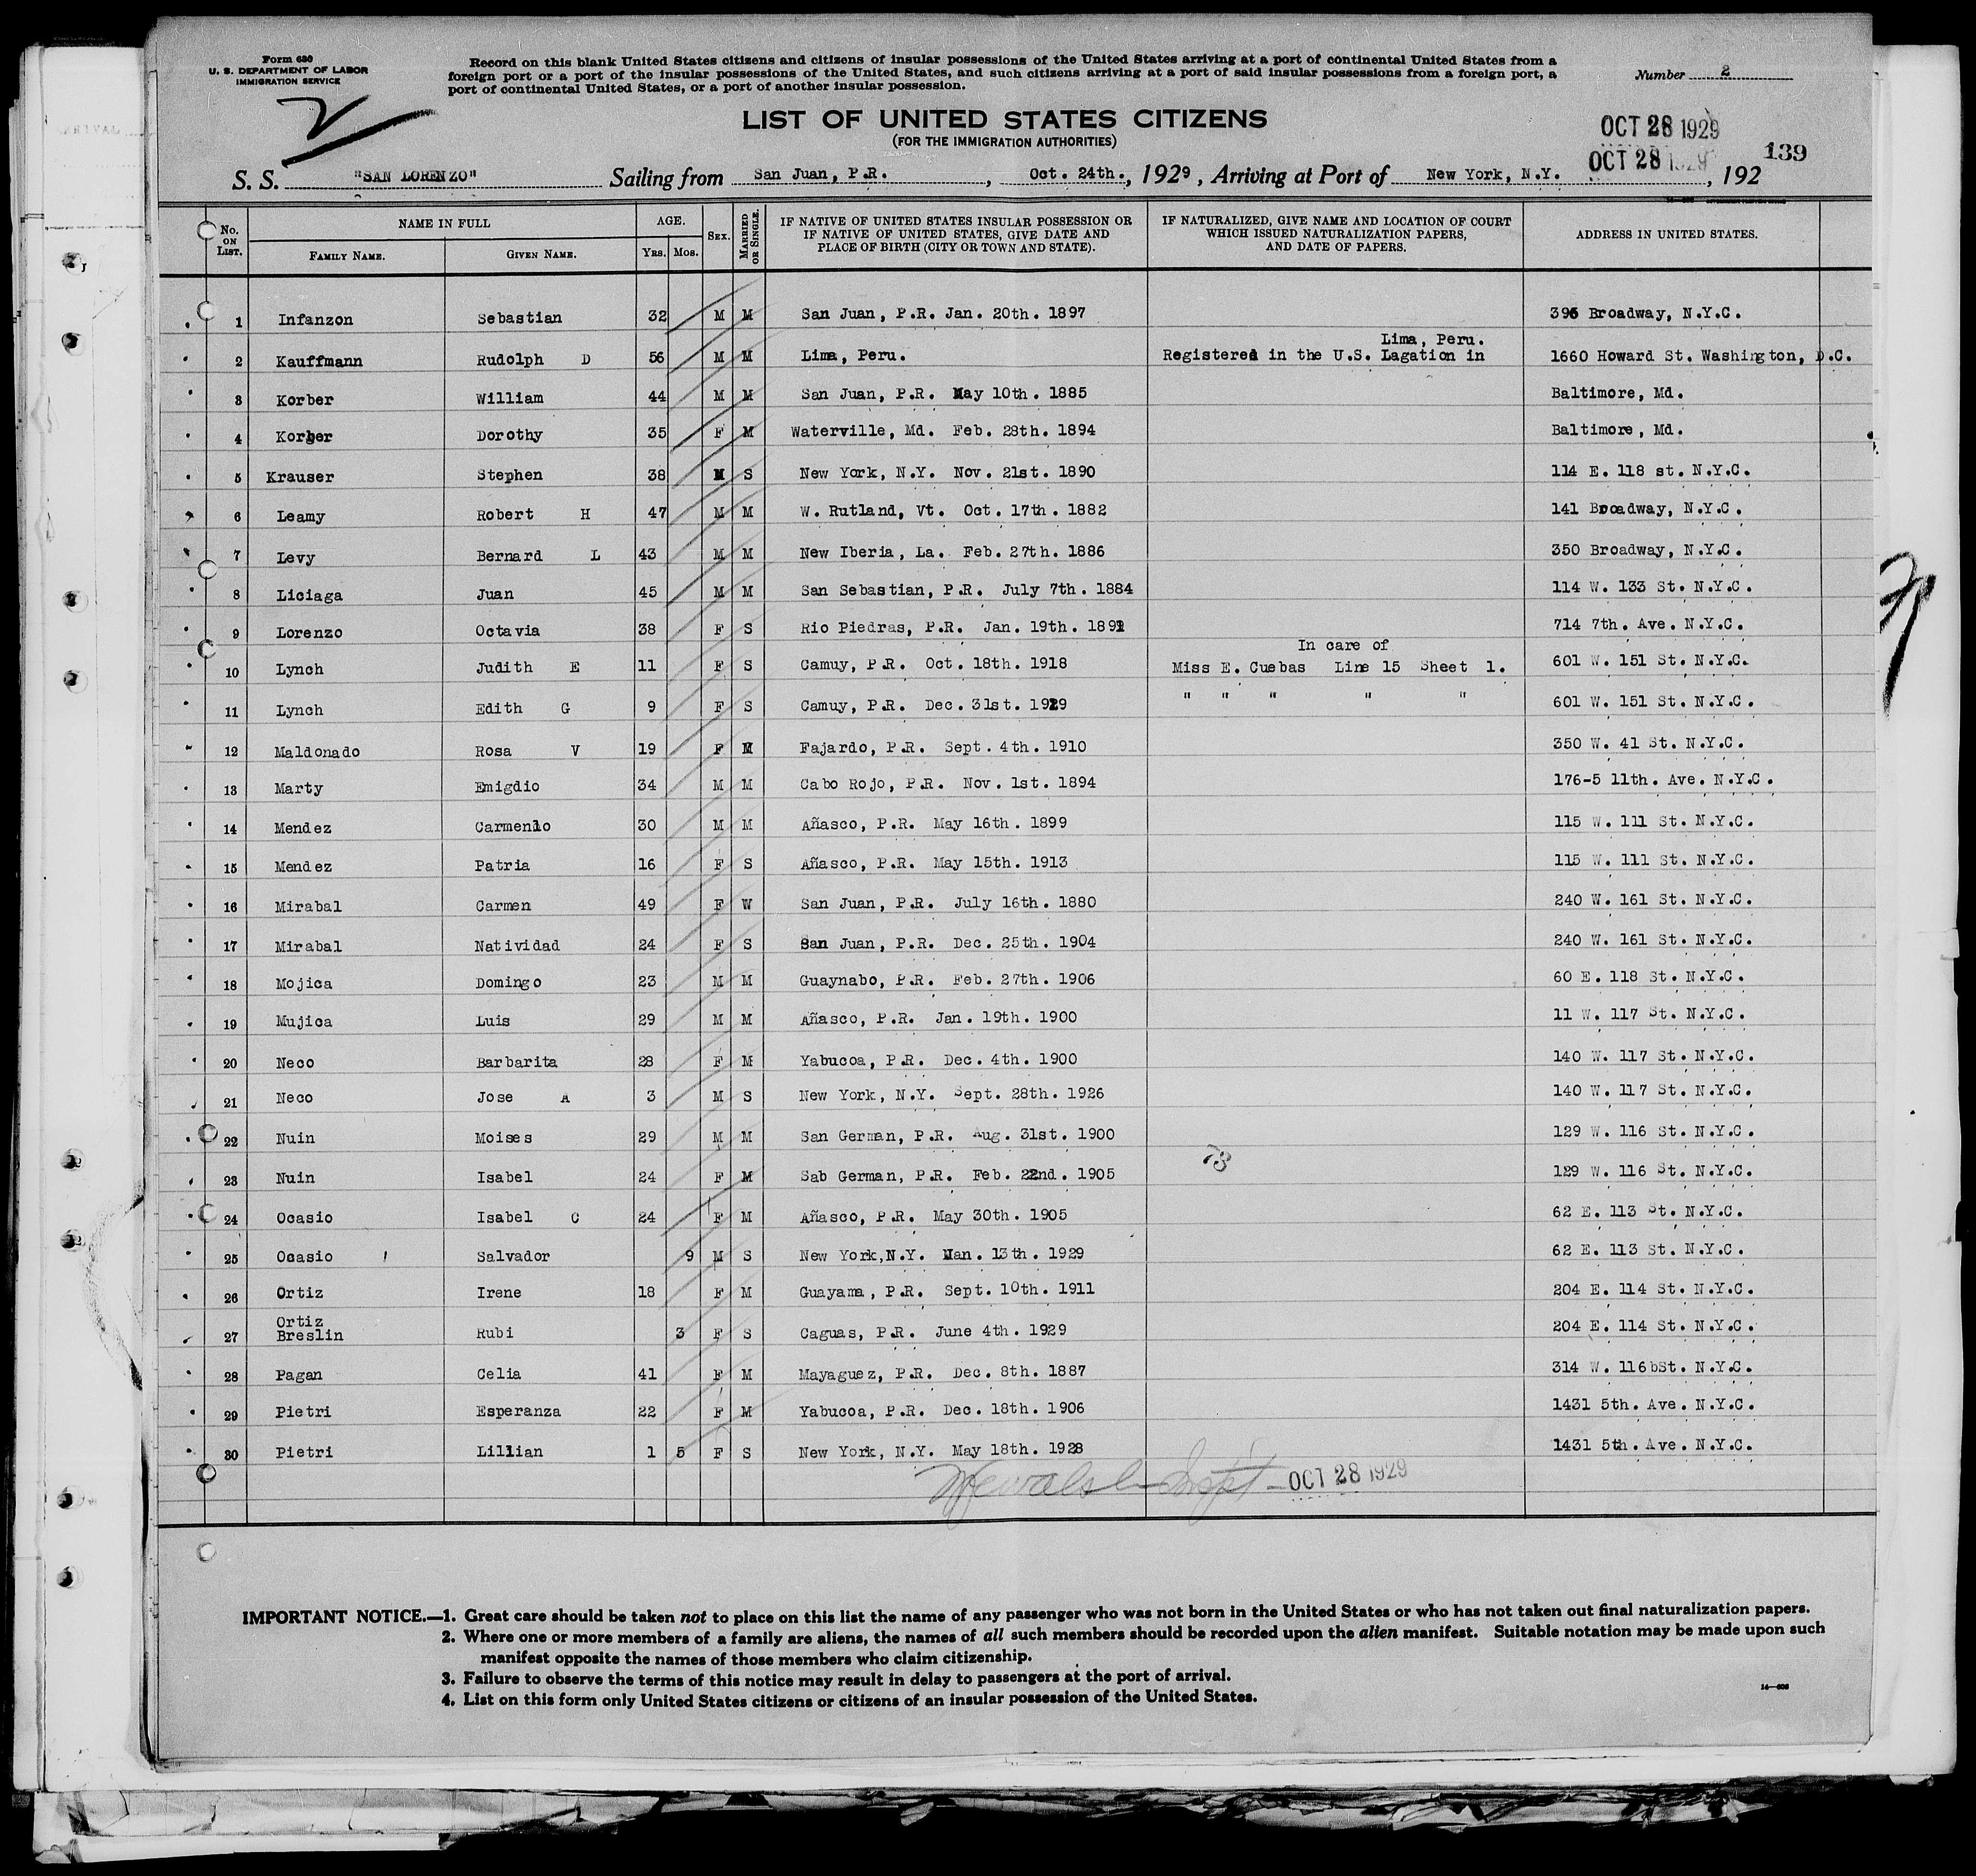 Form 630
U. S. DEPARTMENT OF LABOR
IMMIGRATION SERVICE
Record on this blank United States citizens and citizens of insular possessions of the United States arriving at a port of continental United States from a
foreign port or a port of the insular possessions of the United States, and such citizens arriving at a port of said insular possessions from a foreign port, a
port of continental United States, or a port of another insular possession.
Number 2
LIST OF UNITED STATES CITIZENS
(FOR THE IMMIGRATION AUTHORITIES)
OCT 28 1929
OCT 28 1929
139
S. S. "SAN LORENZO" Sailing from San Juan, P.R. , Oct. 24th., 1929 , Arriving at Port of New York, N.Y. , 192
No. ON LIST. NAME IN FULL FAMILY NAME. GIVEN NAME. AGE. YRS. MOS. SEX. MARRIED OR SINGLE. IF NATIVE OF UNITED STATES INSULAR POSSESSION OR IF NATIVE OF UNITED STATES, GIVE DATE AND PLACE OF BIRTH (CITY OR TOWN AND STATE). IF NATURALIZED, GIVE NAME AND LOCATION OF COURT WHICH ISSUED NATURALIZATION PAPERS, AND DATE OF PAPERS. ADDRESS IN UNITED STATES.
1 Infanzon Sebastian 32 M M San Juan, P.R. Jan. 20th. 1897 396 Broadway, N.Y.C.
Lima, Peru.
2 Kauffmann Rudolph D 56 M M Lima, Peru. Registered in the U.S. Lagation in 1660 Howard St. Washington, D.C.
3 Korber William 44 M M San Juan, P.R. May 10th. 1885 Baltimore, Md.
4 Korber Dorothy 35 F M Waterville, Md. Feb. 28th. 1894 Baltimore, Md.
5 Krauser Stephen 38 M S New York, N.Y. Nov. 21st. 1890 114 E. 118 st. N.Y.C.
6 Leamy Robert H 47 M M W. Rutland, Vt. Oct. 17th. 1882 141 Broadway, N.Y.C.
7 Levy Bernard L 43 M M New Iberia, La. Feb. 27th. 1886 350 Broadway, N.Y.C.
8 Liciaga Juan 45 M M San Sebastian, P.R. July 7th. 1884 114 W. 133 St. N.Y.C.
9 Lorenzo Octavia 38 F S Rio Piedras, P.R. Jan. 19th. 1891 714 7th. Ave. N.Y.C.
In care of
10 Lynch Judith E 11 F S Camuy, P.R. Oct. 18th. 1918 Miss E. Cuebas Line 15 Sheet 1. 601 W. 151 St. N.Y.C.
" " " " "
11 Lynch Edith G 9 F S Camuy, P.R. Dec. 31st. 1919 601 W. 151 St. N.Y.C.
12 Maldonado Rosa V 19 F M Fajardo, P.R. Sept. 4th. 1910 350 W. 41 St. N.Y.C.
13 Marty Emigdio 34 M M Cabo Rojo, P.R. Nov. 1st. 1894 176-5 11th. Ave. N.Y.C.
14 Mendez Carmenlo 30 M M Añasco, P.R. May 16th. 1899 115 W. 111 St. N.Y.C.
15 Mendez Patria 16 F S Añasco, P.R. May 15th. 1913 115 W. 111 St. N.Y.C.
16 Mirabal Carmen 49 F W San Juan, P.R. July 16th. 1880 240 W. 161 St. N.Y.C.
17 Mirabal Natividad 24 F S San Juan, P.R. Dec. 25th. 1904 240 W. 161 St. N.Y.C.
18 Mojica Domingo 23 M M Guaynabo, P.R. Feb. 27th. 1906 60 E. 118 St. N.Y.C.
19 Mujica Luis 29 M M Añasco, P.R. Jan. 19th. 1900 11 W. 117 St. N.Y.C.
20 Neco Barbarita 28 F M Yabucoa, P.R. Dec. 4th. 1900 140 W. 117 St. N.Y.C.
21 Neco Jose A 3 M S New York, N.Y. Sept. 28th. 1926 140 W. 117 St. N.Y.C.
22 Nuin Moises 29 M M San German, P.R. Aug. 31st. 1900 129 W. 116 St. N.Y.C.
73
23 Nuin Isabel 24 F M Sab German, P.R. Feb. 22nd. 1905 129 W. 116 St. N.Y.C.
24 Ocasio Isabel C 24 F M Añasco, P.R. May 30th. 1905 62 E. 113 St. N.Y.C.
25 Ocasio Salvador 9 M S New York,N.Y. Jan. 13th. 1929 62 E. 113 St. N.Y.C.
26 Ortiz Irene 18 F M Guayama, P.R. Sept. 10th. 1911 204 E. 114 St. N.Y.C.
Ortiz
27 Breslin Rubi 3 F S Caguas, P.R. June 4th. 1929 204 E. 114 St. N.Y.C.
28 Pagan Celia 41 F M Mayaguez, P.R. Dec. 8th. 1887 314 W. 116bSt. N.Y.C.
29 Pietri Esperanza 22 F M Yabucoa, P.R. Dec. 18th. 1906 1431 5th. Ave. N.Y.C.
30 Pietri Lillian 1 5 F S New York, N.Y. May 18th. 1928 1431 5th. Ave. N.Y.C.
OCT 28 1929
IMPORTANT NOTICE.—1. Great care should be taken not to place on this list the name of any passenger who was not born in the United States or who has not taken out final naturalization papers.
2. Where one or more members of a family are aliens, the names of all such members should be recorded upon the alien manifest. Suitable notation may be made upon such
manifest opposite the names of those members who claim citizenship.
3. Failure to observe the terms of this notice may result in delay to passengers at the port of arrival.
4. List on this form only United States citizens or citizens of an insular possession of the United States.